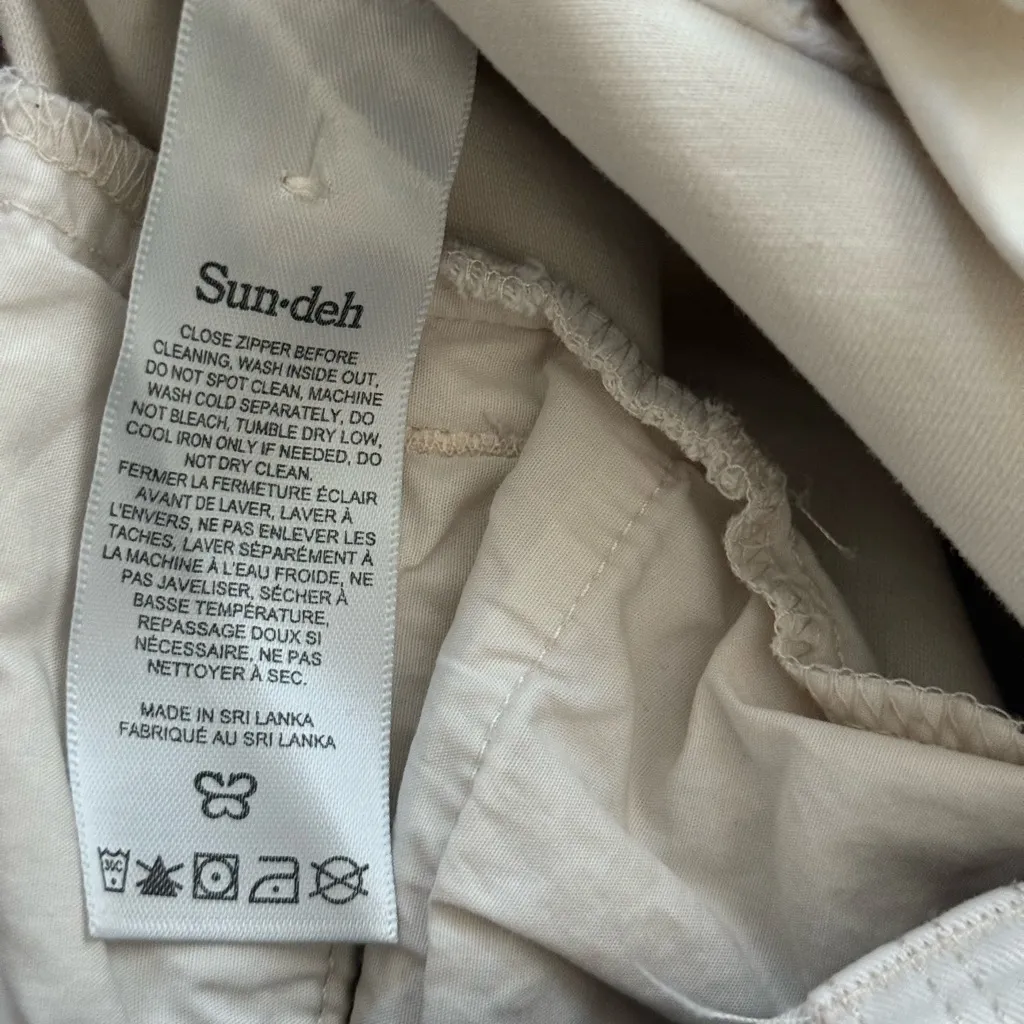 Sun•deh
CLOSE ZIPPER BEFORE
CLEANING, WASH INSIDE OUT,
DO NOT SPOT CLEAN, MACHINE
WASH COLD SEPARATELY, DO
NOT BLEACH, TUMBLE DRY LOW,
COOL IRON ONLY IF NEEDED, DO
NOT DRY CLEAN.
FERMER LA FERMETURE ÉCLAIR
AVANT DE LAVER, LAVER À
L'ENVERS, NE PAS ENLEVER LES
TACHES, LAVER SÉPARÉMENT À
LA MACHINE À L'EAU FROIDE, NE
PAS JAVELISER, SÉCHER À
BASSE TEMPÉRATURE,
REPASSAGE DOUX SI
NÉCESSAIRE, NE PAS
NETTOYER À SEC.
MADE IN SRI LANKA
FABRIQUÉ AU SRI LANKA
30C